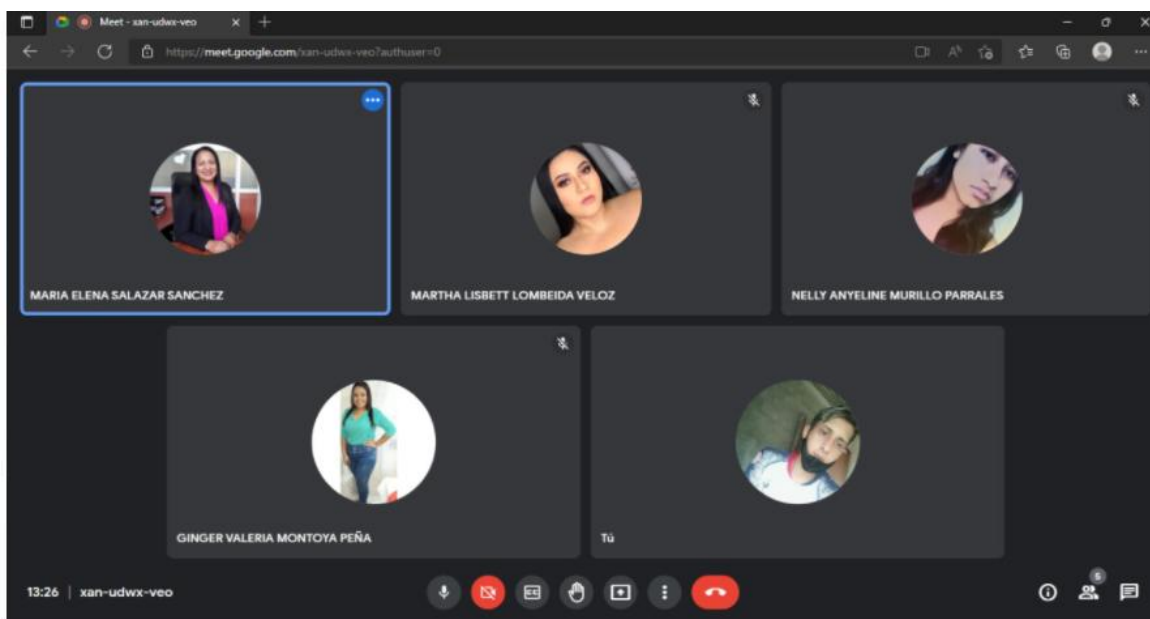 Meet - xan-udwx-veo
https://meet.google.com/xan-udwx-veo?authuser=0
MARIA ELENA SALAZAR SANCHEZ
MARTHA LISBETT LOMBEIDA VELOZ
NELLY ANYELINE MURILLO PARRALES
GINGER VALERIA MONTOYA PEÑA
Tú
13:26 | xan-udwx-veo
5